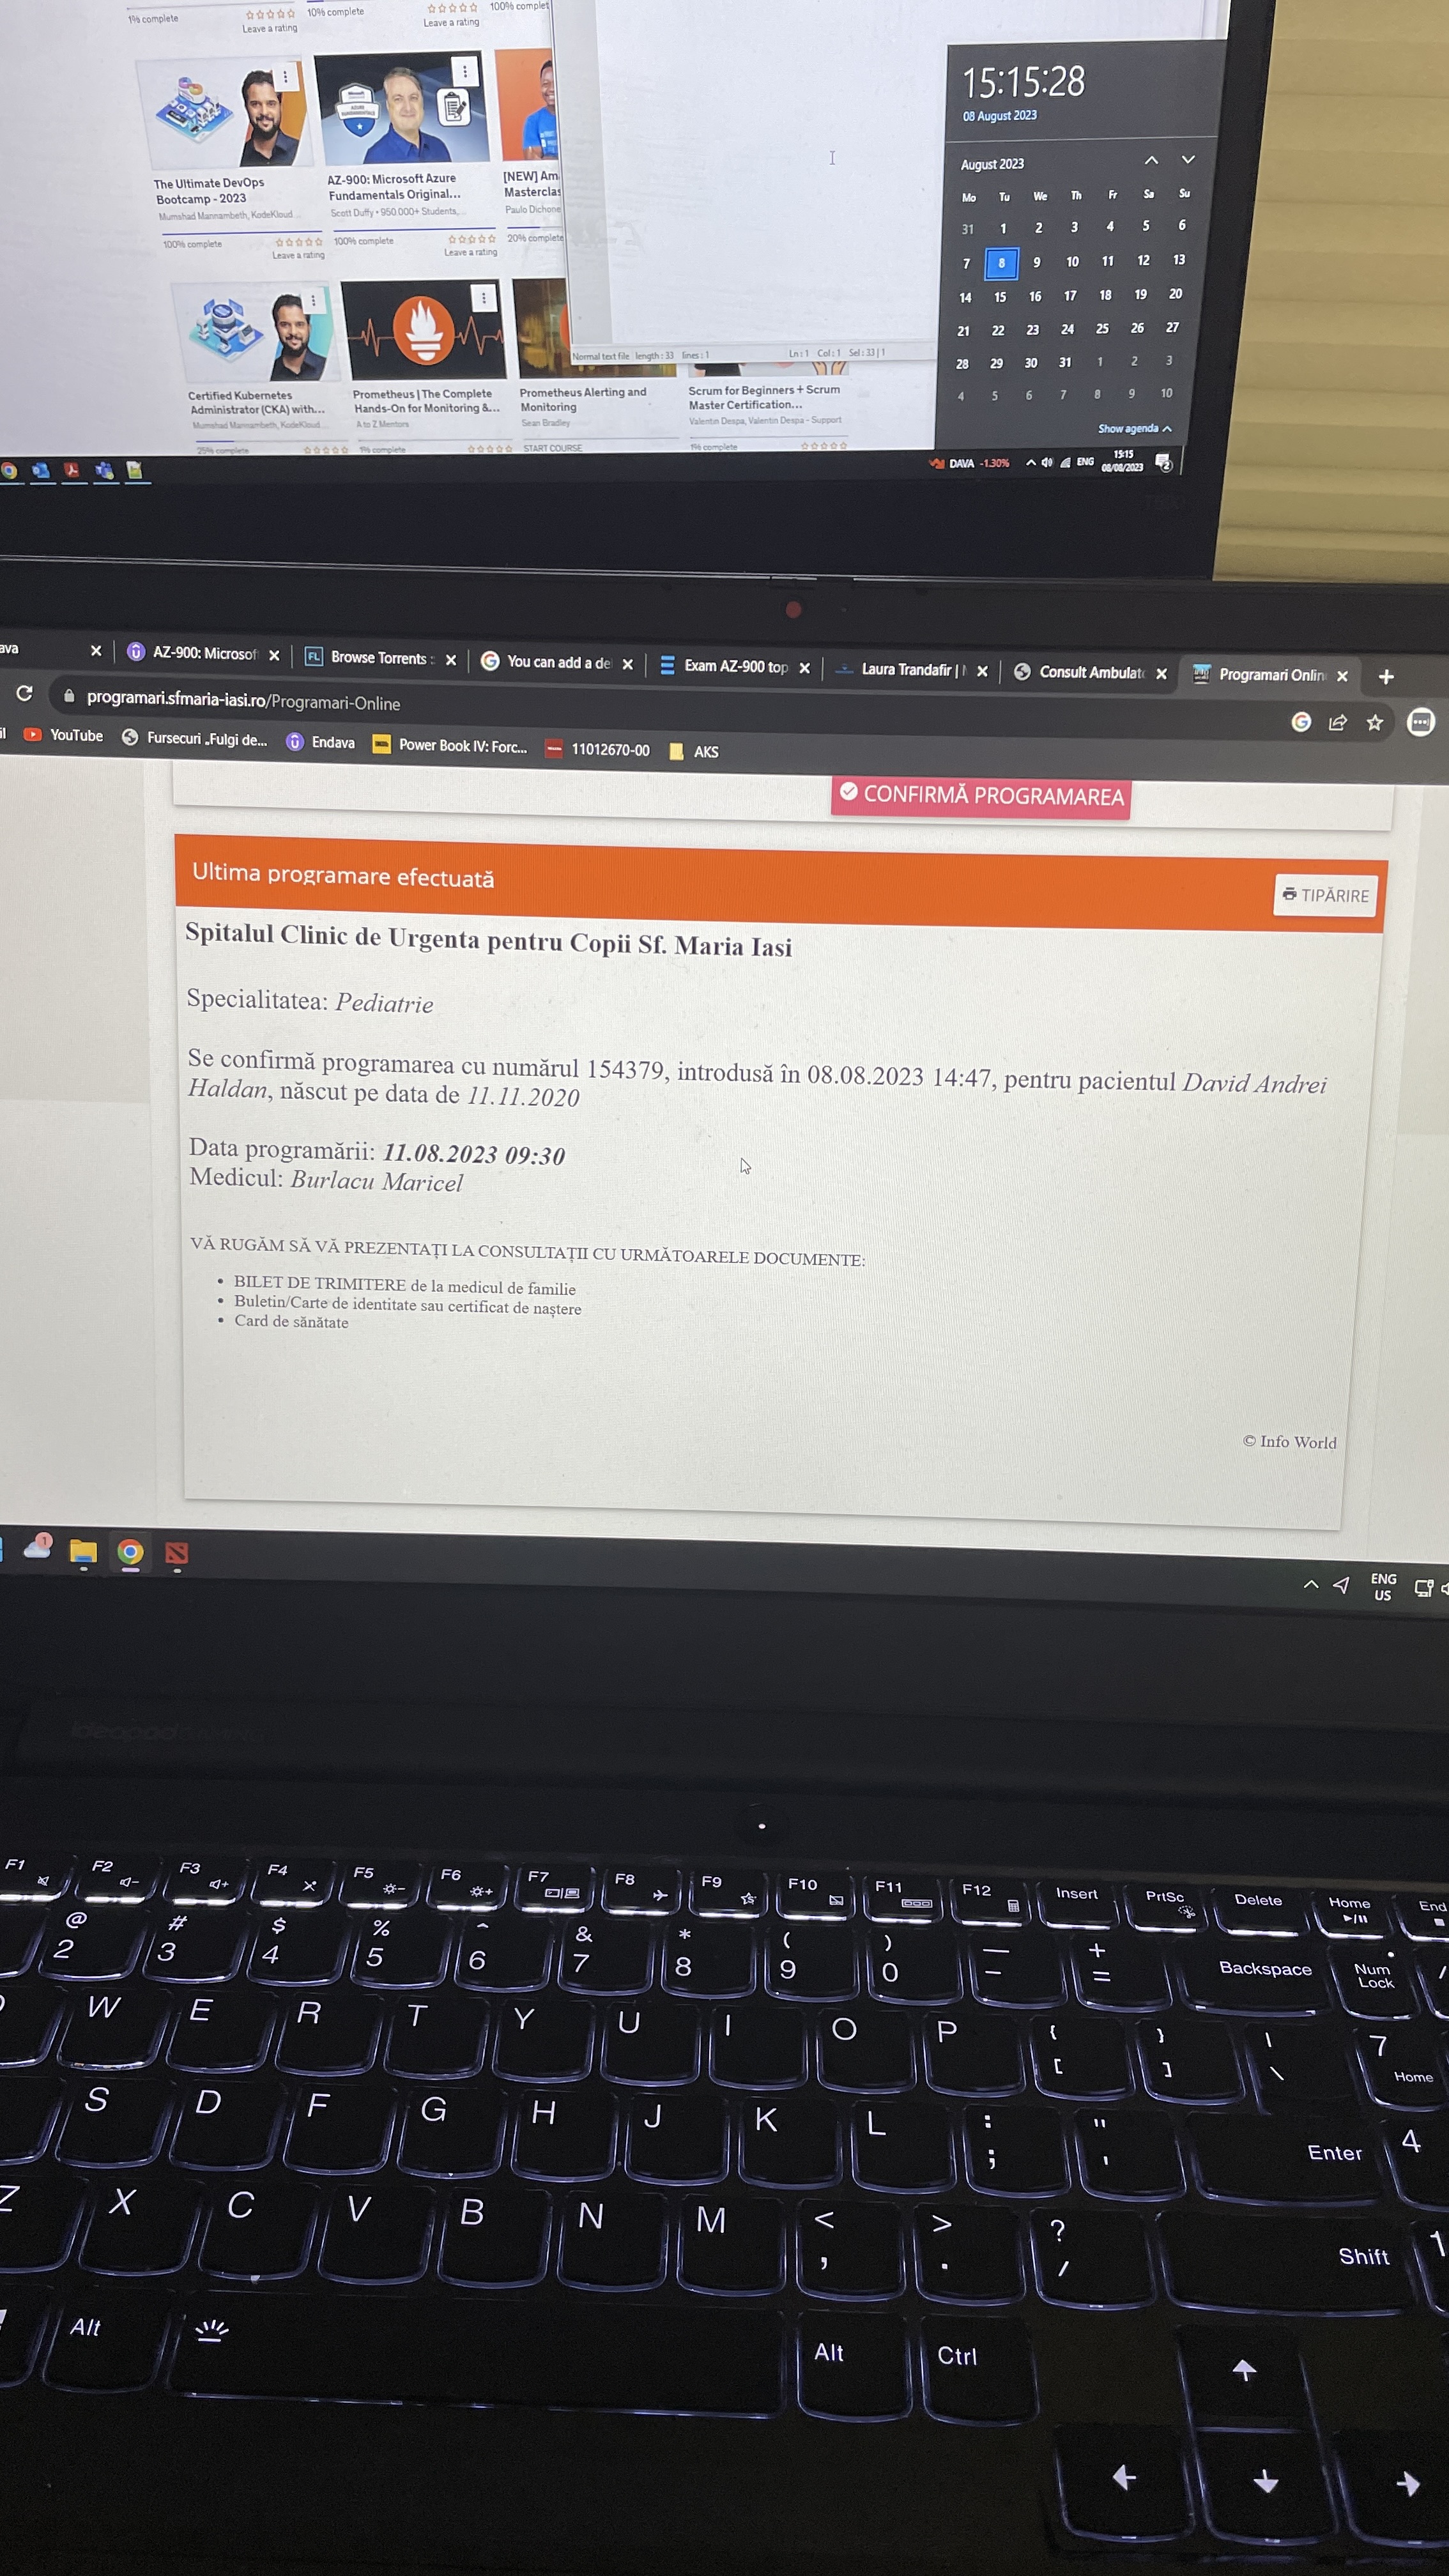 1% complete
Leave a rating
10% complete
Leave a rating
100% complet
The Ultimate DevOps
Bootcamp - 2023
Mumshad Mannambeth, KodeKloud...
100% complete
Leave a rating
AZ-900: Microsoft Azure
Fundamentals Original...
Scott Duffy • 950.000+ Students,...
100% complete
Leave a rating
[NEW] Am
Masterclas
Paulo Dichone
20% complete
Certified Kubernetes
Administrator (CKA) with...
Mumshad Mannambeth, KodeKloud...
25% complete
Prometheus | The Complete
Hands-On for Monitoring &...
A to Z Mentors
1% complete
Prometheus Alerting and
Monitoring
Sean Bradley
START COURSE
Scrum for Beginners + Scrum
Master Certification...
Valentin Despa, Valentin Despa - Support
1% complete
Normal text file length : 33 lines : 1 Ln : 1 Col : 1 Sel : 33 | 1
15:15:28
08 August 2023
August 2023
Mo Tu We Th Fr Sa Su
31 1 2 3 4 5 6
7 8 9 10 11 12 13
14 15 16 17 18 19 20
21 22 23 24 25 26 27
28 29 30 31 1 2 3
4 5 6 7 8 9 10
Show agenda
DAVA -1.30% ENG 15:15
08/08/2023 2
ava AZ-900: Microsof Browse Torrents : You can add a de Exam AZ-900 top Laura Trandafir | Consult Ambulat Programari Onlin
programari.sfmaria-iasi.ro/Programari-Online
il YouTube Fursecuri „Fulgi de... Endava Power Book IV: Forc... 11012670-00 AKS
CONFIRMĂ PROGRAMAREA
Ultima programare efectuată
TIPĂRIRE
Spitalul Clinic de Urgenta pentru Copii Sf. Maria Iasi
Specialitatea: Pediatrie
Se confirmă programarea cu numărul 154379, introdusă în 08.08.2023 14:47, pentru pacientul David Andrei
Haldan, născut pe data de 11.11.2020
Data programării: 11.08.2023 09:30
Medicul: Burlacu Maricel
VĂ RUGĂM SĂ VĂ PREZENTAȚI LA CONSULTAȚII CU URMĂTOARELE DOCUMENTE:
• BILET DE TRIMITERE de la medicul de familie
• Buletin/Carte de identitate sau certificat de naștere
• Card de sănătate
© Info World
1
ENG
US
ideapad
F1 F2 F3 F4 F5 F6 F7 F8 F9 F10 F11 F12 Insert PrtSc Delete Home End
@ # $ % ^ & * ( ) — +
2 3 4 5 6 7 8 9 0 - = Backspace Num Lock /
W E R T Y U I O P { [ } ] | \ 7 Home
S D F G H J K L : ; " ' Enter 4
Z X C V B N M < , > . ? / Shift 1
Alt Alt Ctrl